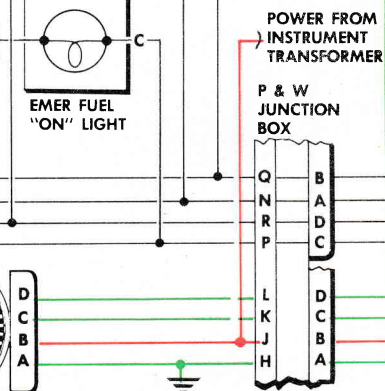 POWER FROM
INSTRUMENT
TRANSFORMER
C
EMER FUEL
"ON" LIGHT
P & W
JUNCTION
BOX
Q B
N A
R D
P C
D L D
C K C
B J B
A H A